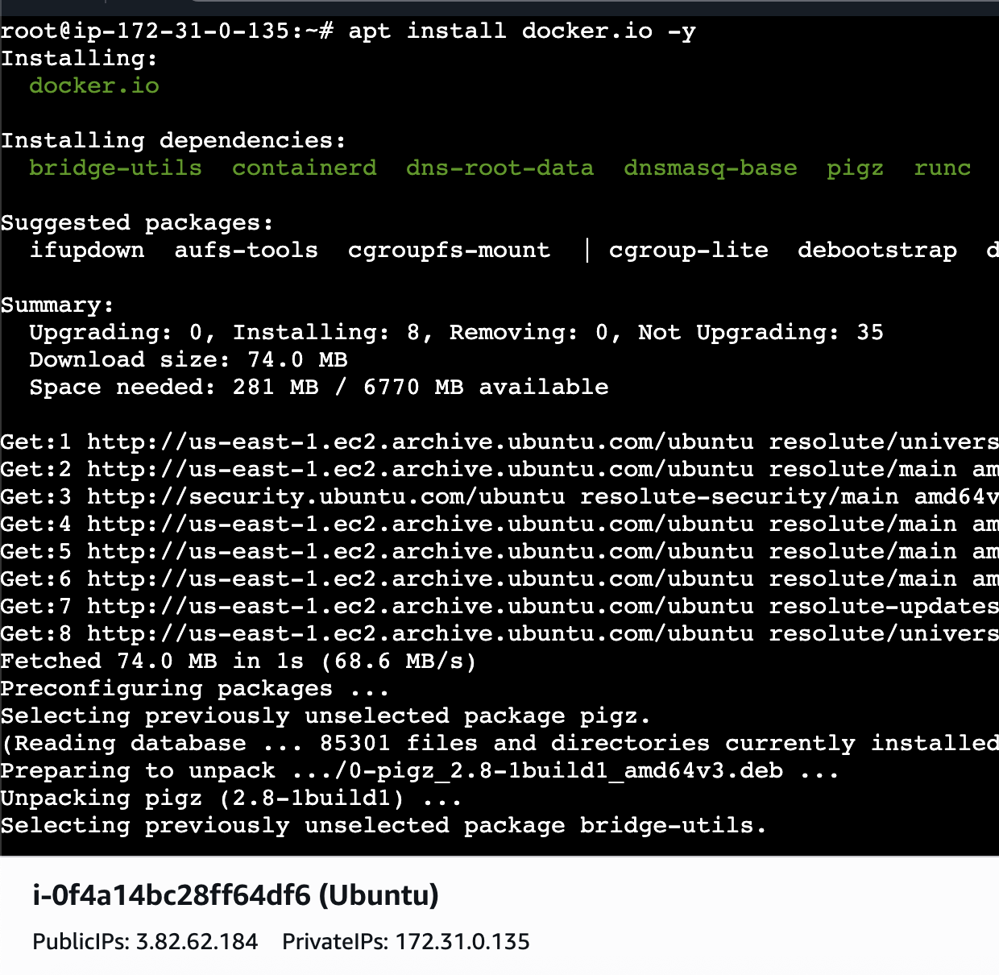 root@ip-172-31-0-135:~# apt install docker.io -y
Installing:
  docker.io

Installing dependencies:
  bridge-utils  containerd  dns-root-data  dnsmasq-base  pigz  runc

Suggested packages:
  ifupdown  aufs-tools  cgroupfs-mount  | cgroup-lite  debootstrap  d

Summary:
  Upgrading: 0, Installing: 8, Removing: 0, Not Upgrading: 35
  Download size: 74.0 MB
  Space needed: 281 MB / 6770 MB available

Get:1 http://us-east-1.ec2.archive.ubuntu.com/ubuntu resolute/univers
Get:2 http://us-east-1.ec2.archive.ubuntu.com/ubuntu resolute/main am
Get:3 http://security.ubuntu.com/ubuntu resolute-security/main amd64v
Get:4 http://us-east-1.ec2.archive.ubuntu.com/ubuntu resolute/main am
Get:5 http://us-east-1.ec2.archive.ubuntu.com/ubuntu resolute/main am
Get:6 http://us-east-1.ec2.archive.ubuntu.com/ubuntu resolute/main am
Get:7 http://us-east-1.ec2.archive.ubuntu.com/ubuntu resolute-updates
Get:8 http://us-east-1.ec2.archive.ubuntu.com/ubuntu resolute/univers
Fetched 74.0 MB in 1s (68.6 MB/s)
Preconfiguring packages ...
Selecting previously unselected package pigz.
(Reading database ... 85301 files and directories currently installed
Preparing to unpack .../0-pigz_2.8-1build1_amd64v3.deb ...
Unpacking pigz (2.8-1build1) ...
Selecting previously unselected package bridge-utils.
i-0f4a14bc28ff64df6 (Ubuntu)
PublicIPs: 3.82.62.184    PrivateIPs: 172.31.0.135